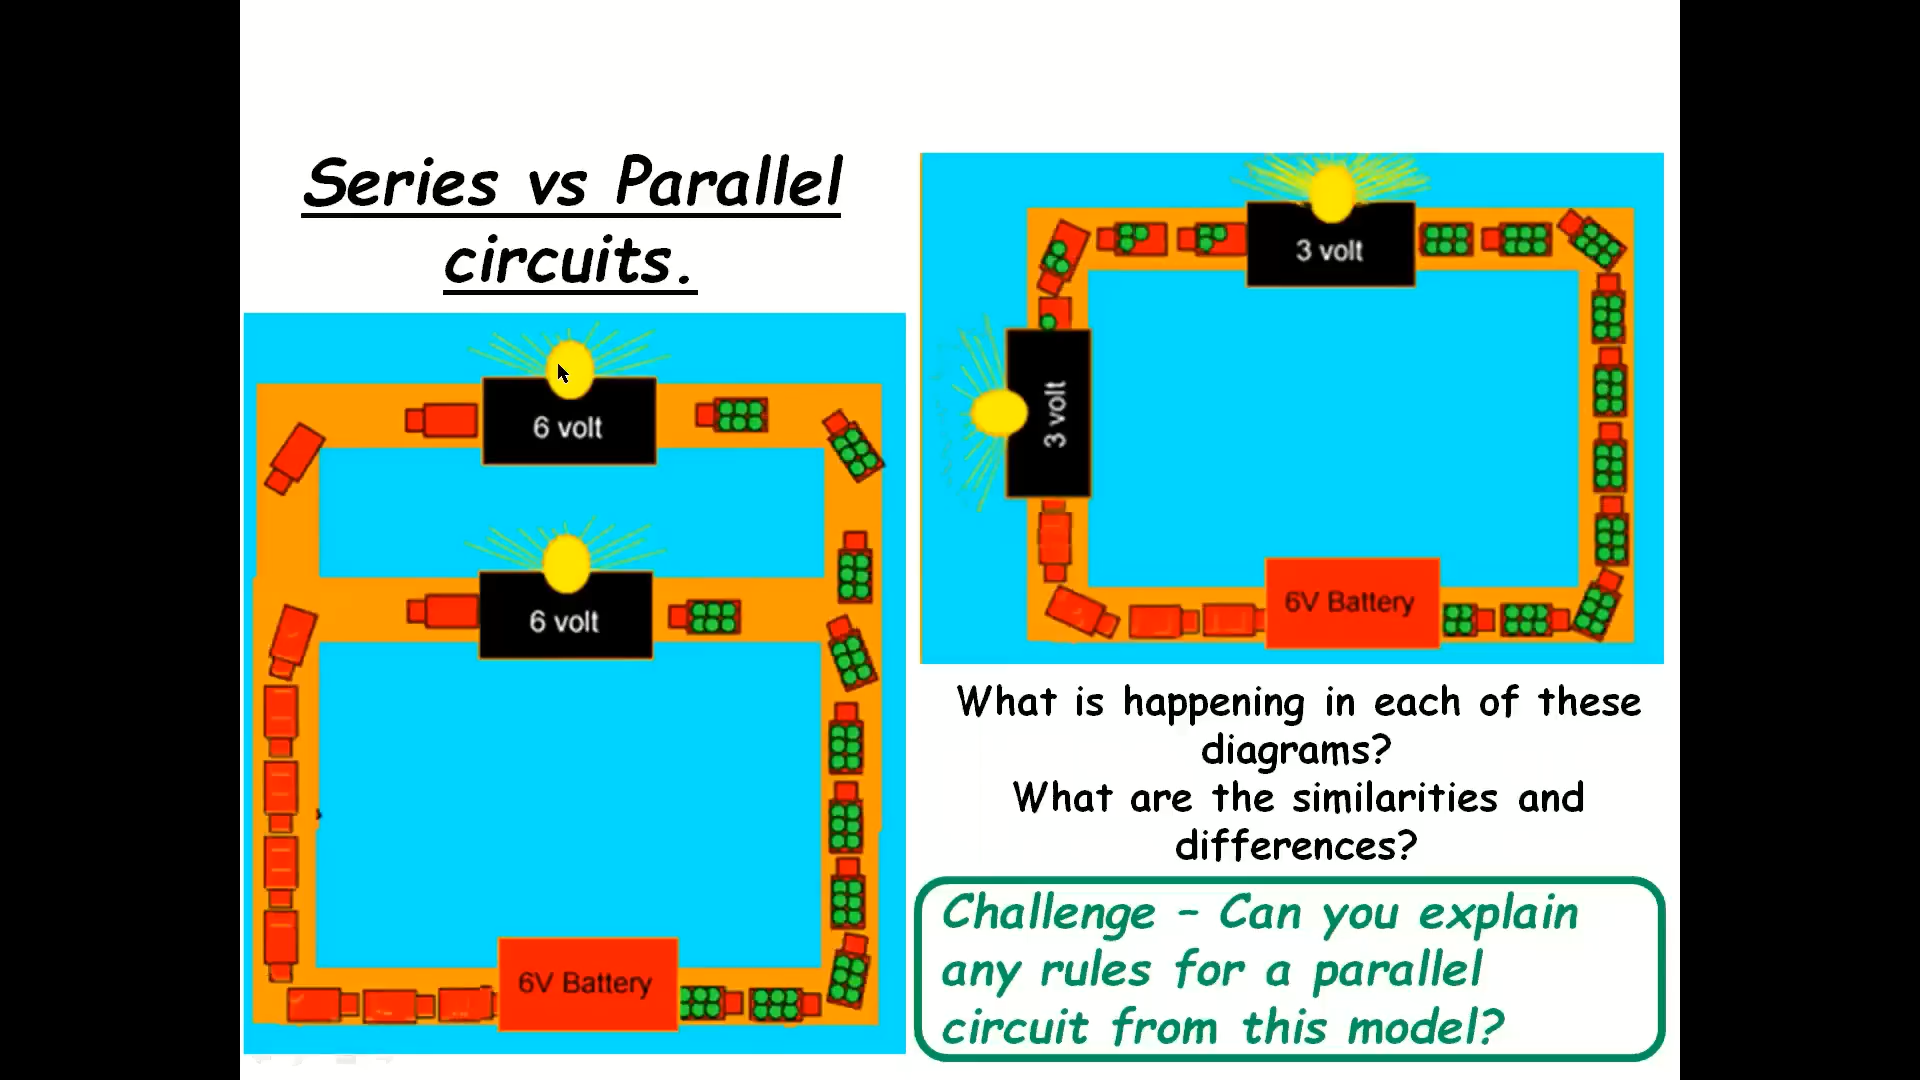 Series vs Parallel
circuits.
6 volt
6 volt
6V Battery
3 volt
3 volt
6V Battery
What is happening in each of these
diagrams?
What are the similarities and
differences?
Challenge – Can you explain
any rules for a parallel
circuit from this model?